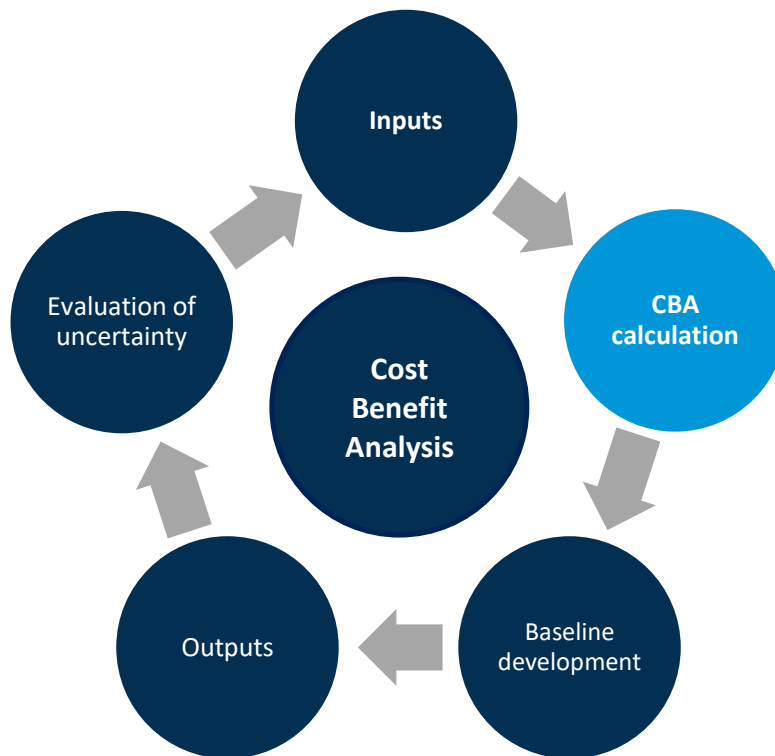 Inputs
CBA
calculation
Baseline
development
Outputs
Evaluation of
uncertainty
Cost
Benefit
Analysis